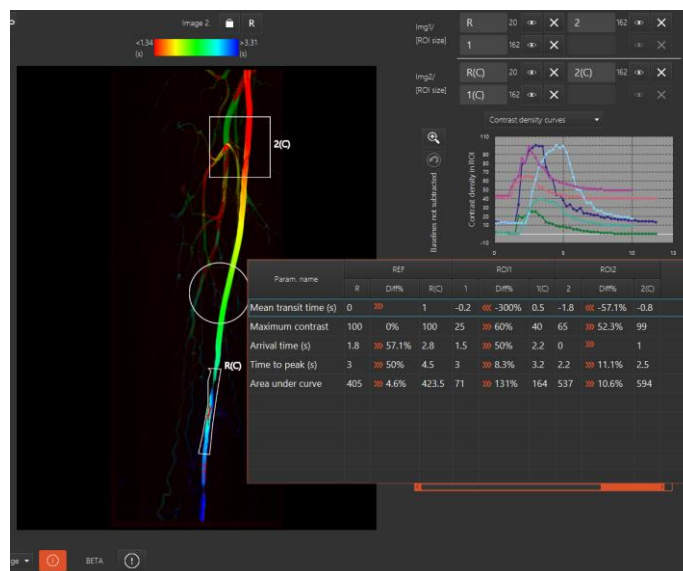 Image 2
R
<1.34
(s)
>3.31
(s)
Img1/
[ROI size]
R 20 2 162
1 162
Img2/
[ROI size]
R(C) 20 2(C) 162
1(C) 162
Contrast density curves
Baselines not subtracted
Contrast density in ROI
110
90
80
70
60
50
40
30
20
10
-10
0 5 10 13
2(C)
R(C)
Param. name REF ROI1 ROI2
R Diff% R(C) 1 Diff% 1(C) 2 Diff% 2(C)
Mean transit time (s) 0 >>> 1 -0.2 <<< -300% 0.5 -1.8 <<< -57.1% -0.8
Maximum contrast 100 0% 100 25 >>> 60% 40 65 >>> 52.3% 99
Arrival time (s) 1.8 >>> 57.1% 2.8 1.5 >>> 50% 2.2 0 >>> 1
Time to peak (s) 3 >>> 50% 4.5 3 >>> 8.3% 3.2 2.2 >>> 11.1% 2.5
Area under curve 405 >>> 4.6% 423.5 71 >>> 131% 164 537 >>> 10.6% 594
ge
BETA